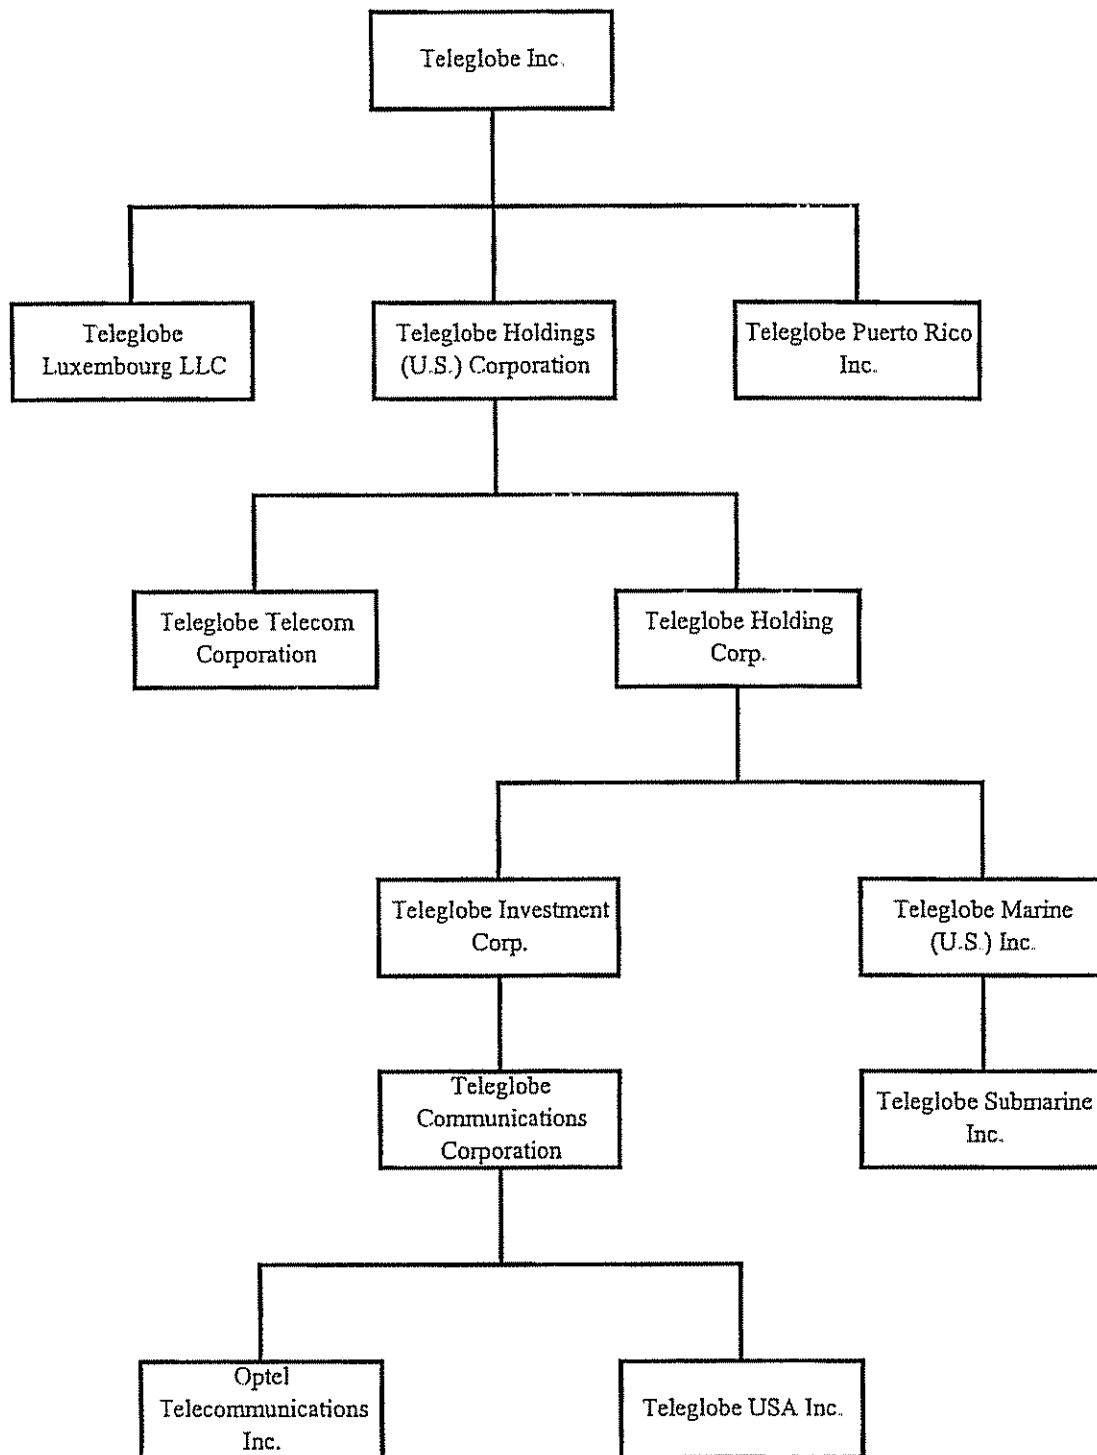 Teleglobe Inc.
Teleglobe
Luxembourg LLC
Teleglobe Holdings
(U.S.) Corporation
Teleglobe Puerto Rico
Inc.
Teleglobe Telecom
Corporation
Teleglobe Holding
Corp.
Teleglobe Investment
Corp.
Teleglobe Marine
(U.S.) Inc.
Teleglobe
Communications
Corporation
Teleglobe Submarine
Inc.
Optel
Telecommunications
Inc.
Teleglobe USA Inc.